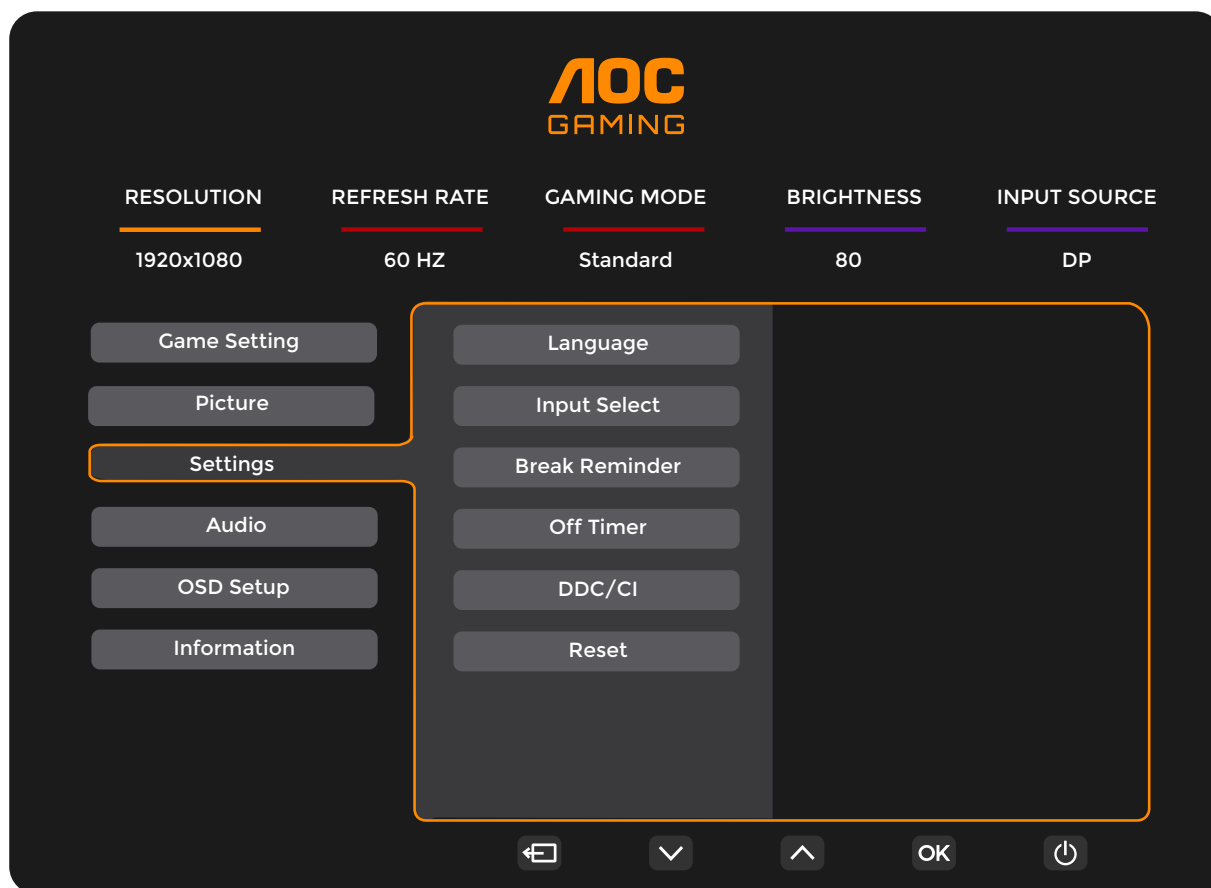 AOC
GAMING
RESOLUTION REFRESH RATE GAMING MODE BRIGHTNESS INPUT SOURCE
1920x1080 60 HZ Standard 80 DP
Game Setting
Picture
Settings
Audio
OSD Setup
Information
Language
Input Select
Break Reminder
Off Timer
DDC/CI
Reset
OK